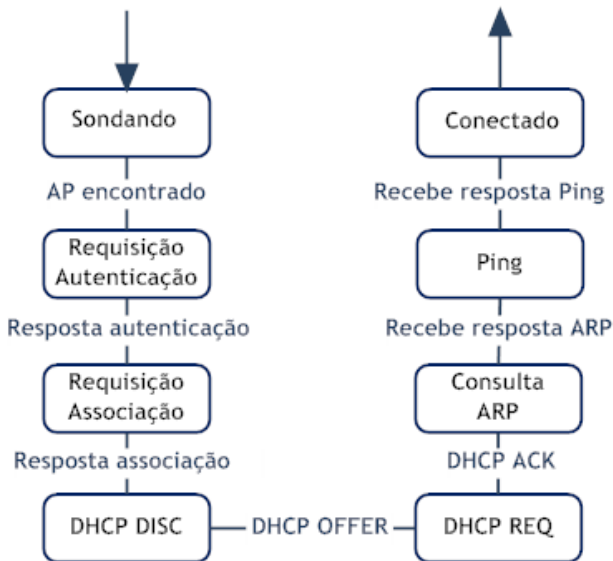 Sondando
AP encontrado
Requisição
Autenticação
Resposta autenticação
Requisição
Associação
Resposta associação
DHCP DISC
DHCP OFFER
DHCP REQ
DHCP ACK
Consulta
ARP
Recebe resposta ARP
Ping
Recebe resposta Ping
Conectado